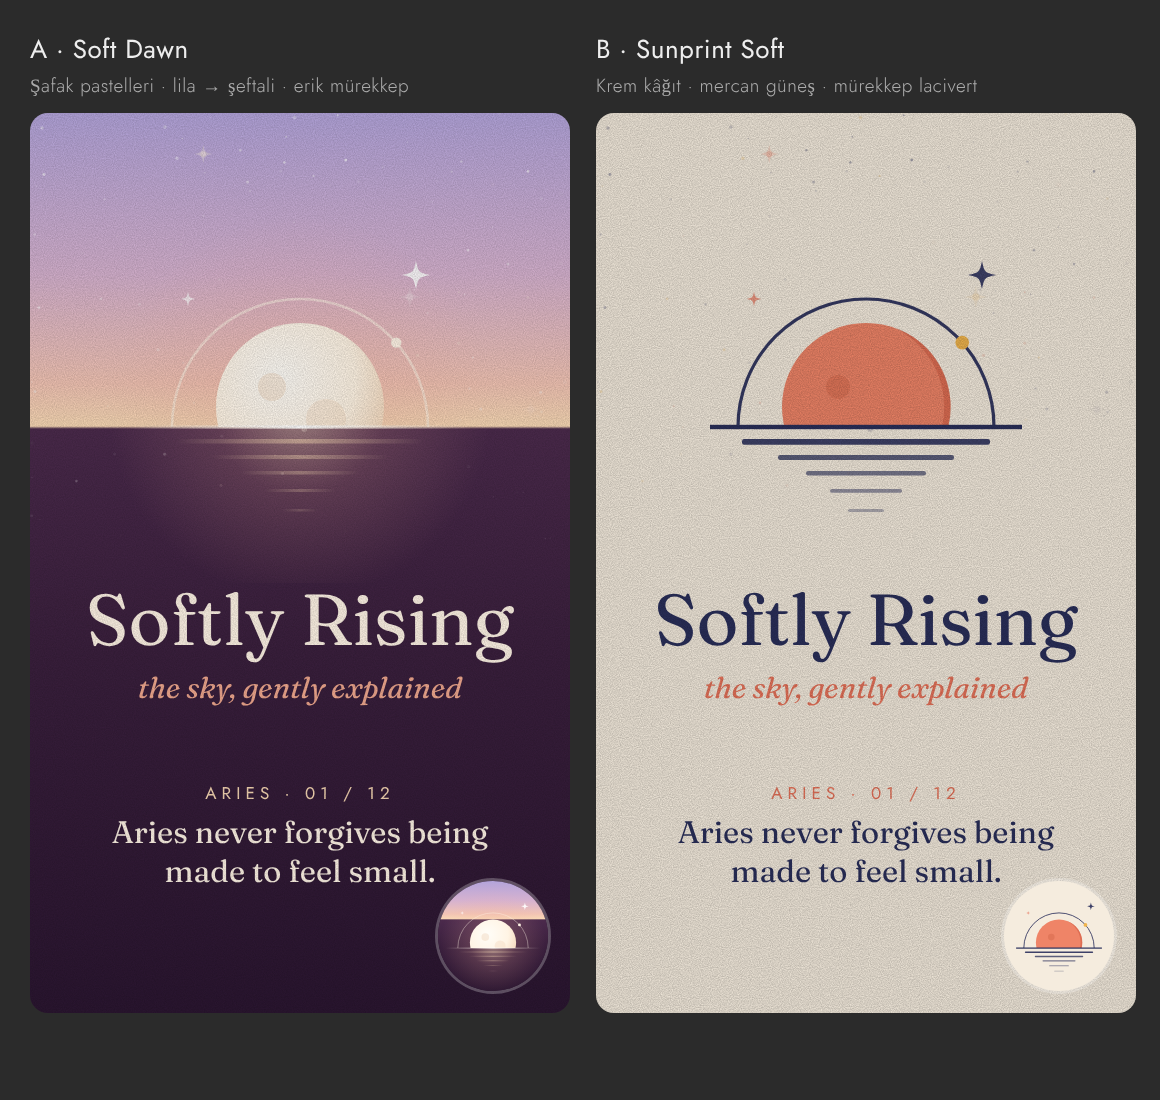 A · Soft Dawn
Şafak pastelleri · lila → şeftali · erik mürekkep
Softly Rising
the sky, gently explained
ARIES · 01 / 12
Aries never forgives being
made to feel small.
B · Sunprint Soft
Krem kâğıt · mercan güneş · mürekkep lacivert
Softly Rising
the sky, gently explained
ARIES · 01 / 12
Aries never forgives being
made to feel small.